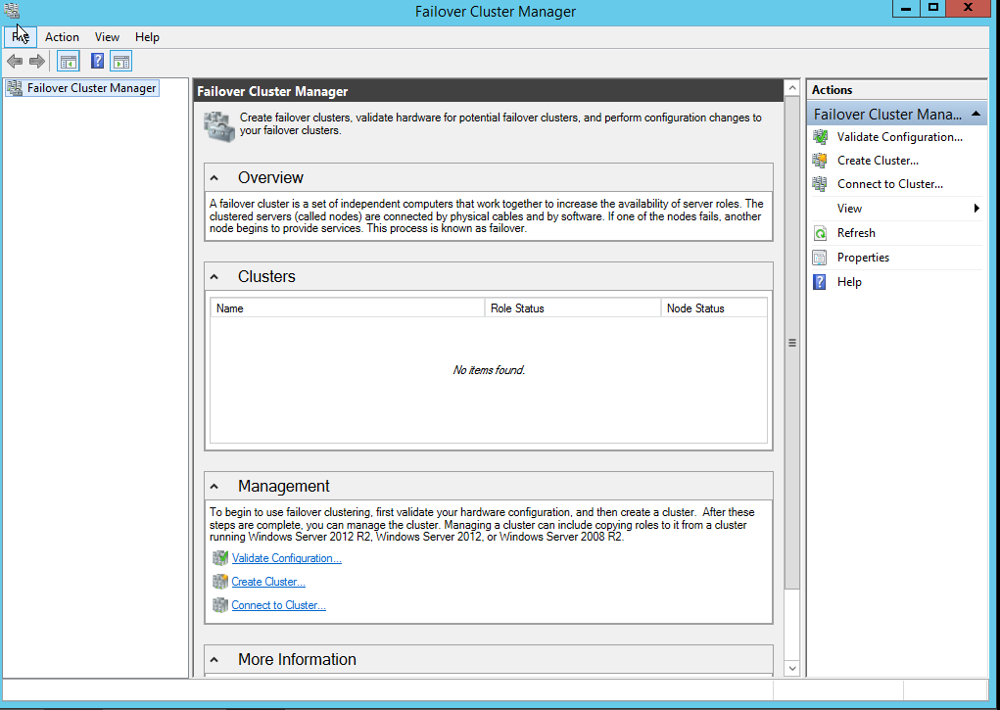 Failover Cluster Manager
Action View Help
Failover Cluster Manager
Failover Cluster Manager
Create failover clusters, validate hardware for potential failover clusters, and perform configuration changes to
your failover clusters.
Overview
A failover cluster is a set of independent computers that work together to increase the availability of server roles. The
clustered servers (called nodes) are connected by physical cables and by software. If one of the nodes fails, another
node begins to provide services. This process is known as failover.
Clusters
Name Role Status Node Status
No items found.
Management
To begin to use failover clustering, first validate your hardware configuration, and then create a cluster. After these
steps are complete, you can manage the cluster. Managing a cluster can include copying roles to it from a cluster
running Windows Server 2012 R2, Windows Server 2012, or Windows Server 2008 R2.
Validate Configuration...
Create Cluster...
Connect to Cluster...
More Information
Actions
Failover Cluster Mana...
Validate Configuration...
Create Cluster...
Connect to Cluster...
View
Refresh
Properties
Help